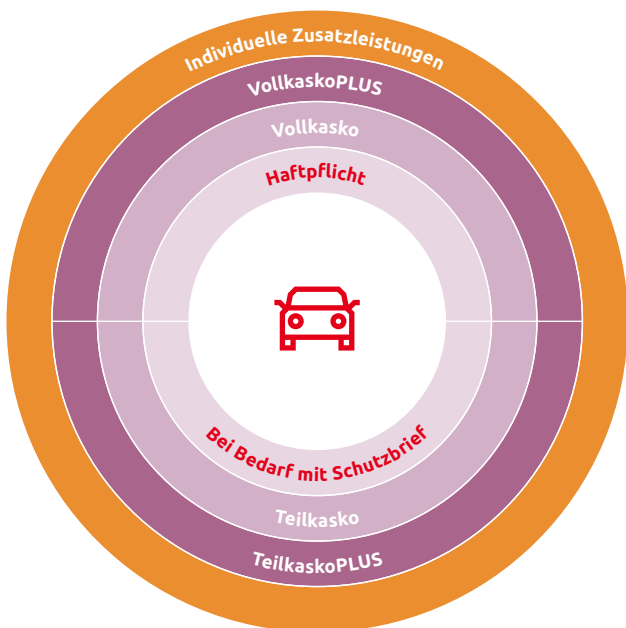 Individuelle Zusatzleistungen
VollkaskoPLUS
Vollkasko
Haftpflicht
Bei Bedarf mit Schutzbrief
Teilkasko
TeilkaskoPLUS